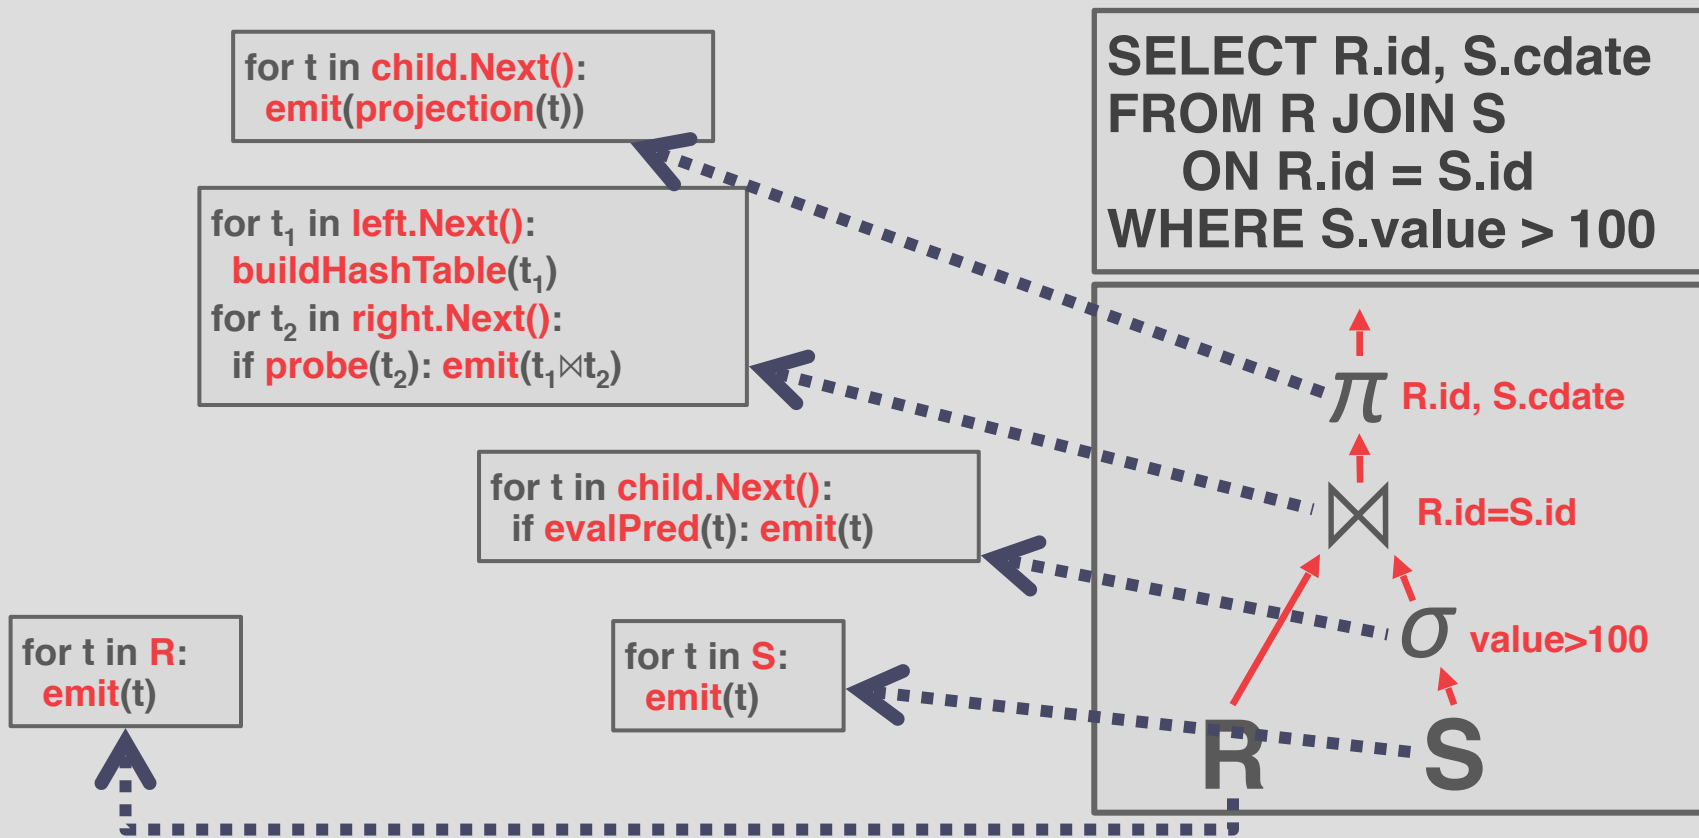 for t in child.Next():
emit(projection(t))
for t₁ in left.Next():
buildHashTable(t₁)
for t₂ in right.Next():
if probe(t₂): emit(t₁⨝t₂)
for t in child.Next():
if evalPred(t): emit(t)
for t in R:
emit(t)
for t in S:
emit(t)
SELECT R.id, S.cdate
FROM R JOIN S
ON R.id = S.id
WHERE S.value > 100
π R.id, S.cdate
⨝ R.id=S.id
σ value>100
R S